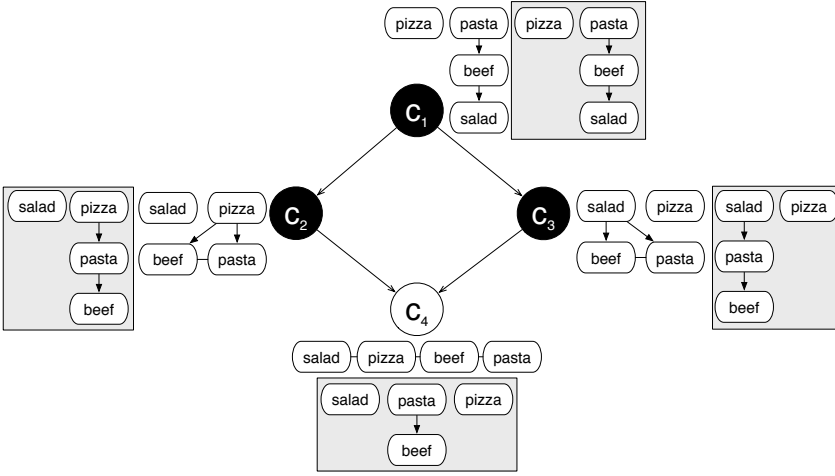 pizza pasta pizza pasta
beef beef
salad salad
C1
salad pizza salad pizza
C2
C3
salad pizza salad pizza
pasta beef pasta
beef pasta pasta
beef beef
C4
salad pizza beef pasta
salad pasta pizza
beef